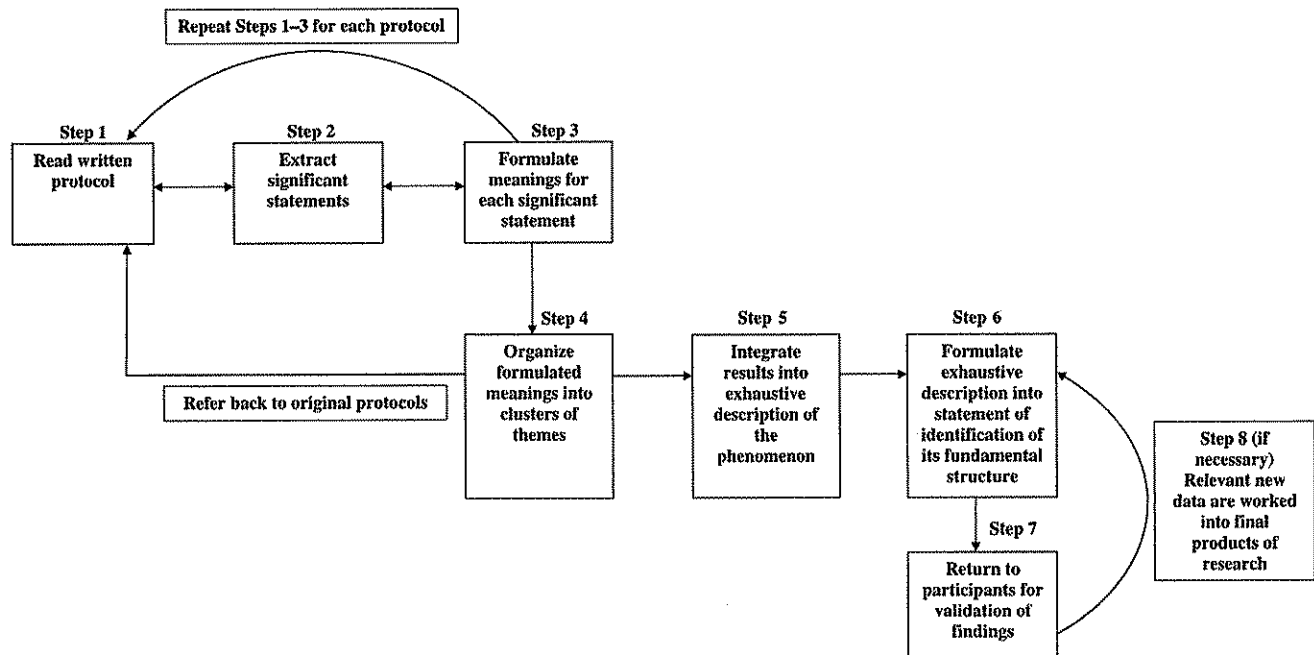 Repeat Steps 1–3 for each protocol
Step 1
Read written
protocol
Step 2
Extract
significant
statements
Step 3
Formulate
meanings for
each significant
statement
Refer back to original protocols
Step 4
Organize
formulated
meanings into
clusters of
themes
Step 5
Integrate
results into
exhaustive
description of
the
phenomenon
Step 6
Formulate
exhaustive
description into
statement of
identification of
its fundamental
structure
Step 7
Return to
participants for
validation of
findings
Step 8 (if
necessary)
Relevant new
data are worked
into final
products of
research